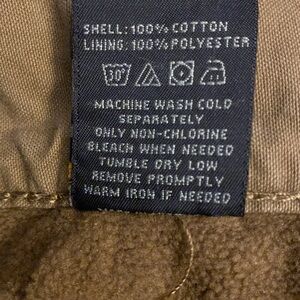 SHELL: 100% COTTON
LINING: 100% POLYESTER
30°
MACHINE WASH COLD
SEPARATELY
ONLY NON-CHLORINE
BLEACH WHEN NEEDED
TUMBLE DRY LOW
REMOVE PROMPTLY
WARM IRON IF NEEDED